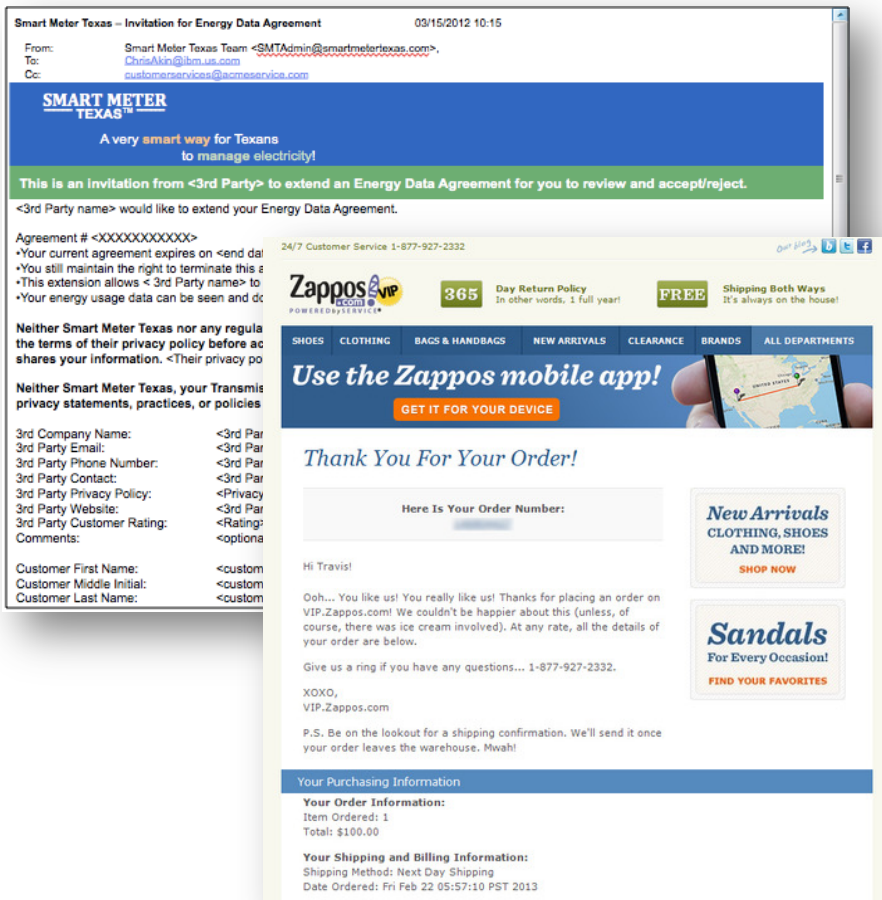 Smart Meter Texas – Invitation for Energy Data Agreement 03/15/2012 10:15
From: Smart Meter Texas Team <SMTAdmin@smartmetertexas.com>,
To: ChrisAkin@ibm.us.com
Cc: customerservices@acmeservice.com
SMART METER
TEXAS™
A very smart way for Texans
to manage electricity!
This is an invitation from <3rd Party> to extend an Energy Data Agreement for you to review and accept/reject.
<3rd Party name> would like to extend your Energy Data Agreement.
Agreement # <XXXXXXXXXXX>
•Your current agreement expires on <end da
•You still maintain the right to terminate this a
•This extension allows < 3rd Party name> to
•Your energy usage data can be seen and do
Neither Smart Meter Texas nor any regula
the terms of their privacy policy before ac
shares your information. <Their privacy po
Neither Smart Meter Texas, your Transmis
privacy statements, practices, or policies
3rd Company Name: <3rd Par
3rd Party Email: <3rd Par
3rd Party Phone Number: <3rd Par
3rd Party Contact: <3rd Par
3rd Party Privacy Policy: <Privacy
3rd Party Website: <3rd Par
3rd Party Customer Rating: <Rating>
Comments: <optiona
Customer First Name: <custom
Customer Middle Initial: <custom
Customer Last Name: <custom
24/7 Customer Service 1-877-927-2332
Our blog
Zappos
.com
VIP
POWERED by SERVICE
365 Day Return Policy
In other words, 1 full year!
FREE Shipping Both Ways
It's always on the house!
SHOES CLOTHING BAGS & HANDBAGS NEW ARRIVALS CLEARANCE BRANDS ALL DEPARTMENTS
Use the Zappos mobile app!
GET IT FOR YOUR DEVICE
UNITED STATES
Thank You For Your Order!
Here Is Your Order Number:
Hi Travis!
Ooh... You like us! You really like us! Thanks for placing an order on
VIP.Zappos.com! We couldn't be happier about this (unless, of
course, there was ice cream involved). At any rate, all the details of
your order are below.
Give us a ring if you have any questions... 1-877-927-2332.
XOXO,
VIP.Zappos.com
P.S. Be on the lookout for a shipping confirmation. We'll send it once
your order leaves the warehouse. Mwah!
New Arrivals
CLOTHING, SHOES
AND MORE!
SHOP NOW
Sandals
For Every Occasion!
FIND YOUR FAVORITES
Your Purchasing Information
Your Order Information:
Item Ordered: 1
Total: $100.00
Your Shipping and Billing Information:
Shipping Method: Next Day Shipping
Date Ordered: Fri Feb 22 05:57:10 PST 2013